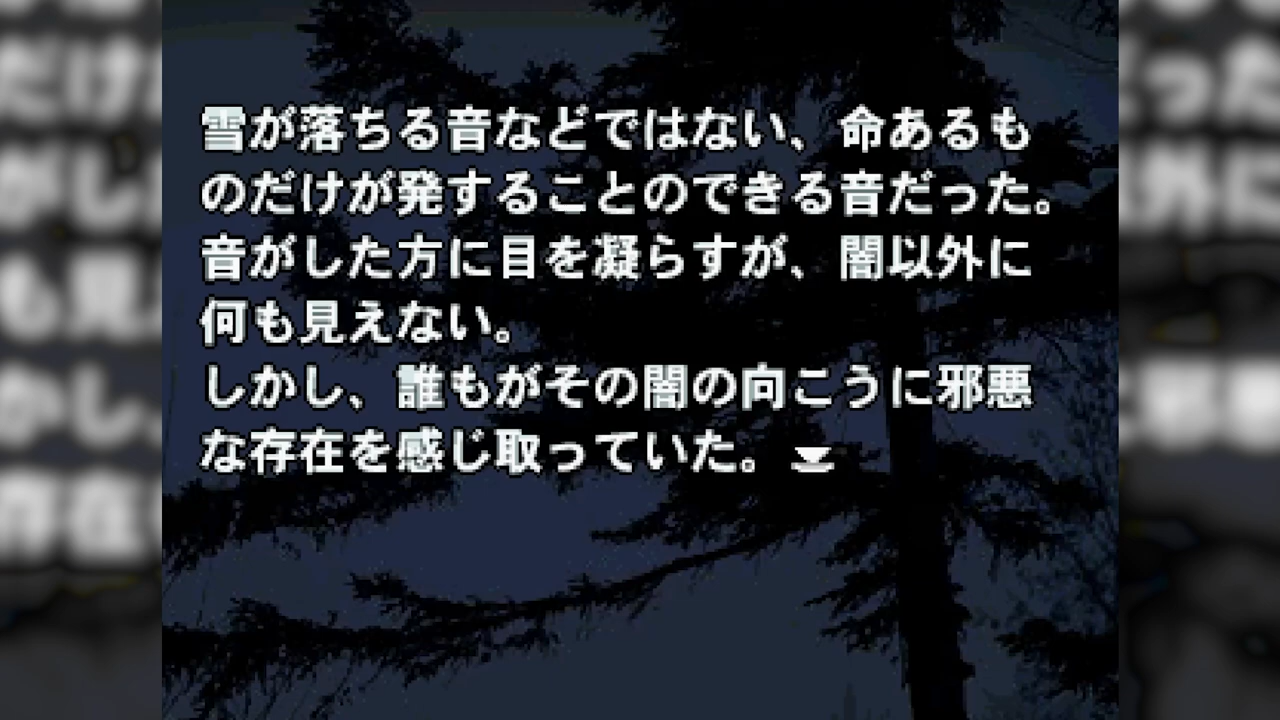 雪が落ちる音などではない、命あるも
のだけが発することのできる音だった。
音がした方に目を凝らすが、闇以外に
何も見えない。
しかし、誰もがその闇の向こうに邪悪
な存在を感じ取っていた。